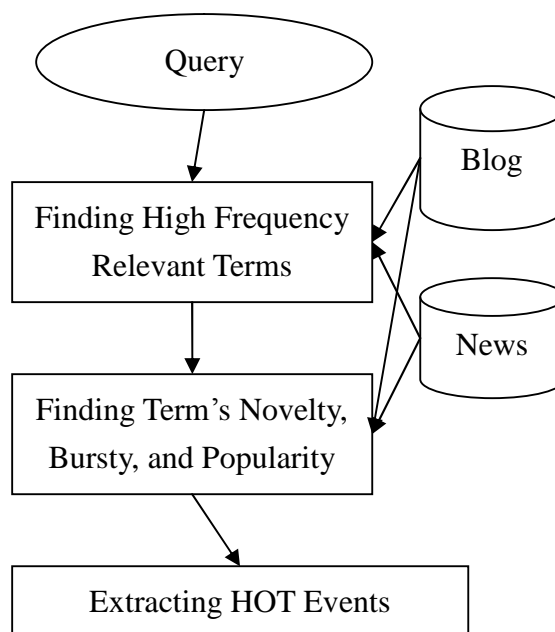 Query
Blog
Finding High Frequency
Relevant Terms
News
Finding Term's Novelty,
Bursty, and Popularity
Extracting HOT Events